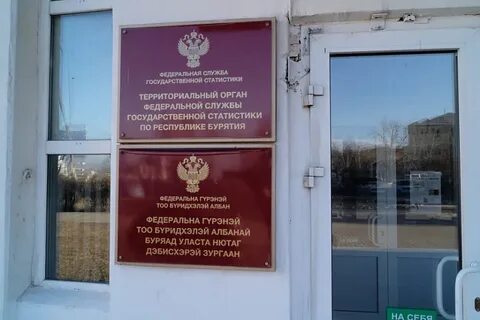 ФЕДЕРАЛЬНАЯ СЛУЖБА
ГОСУДАРСТВЕННОЙ СТАТИСТИКИ
ТЕРРИТОРИАЛЬНЫЙ ОРГАН
ФЕДЕРАЛЬНОЙ СЛУЖБЫ
ГОСУДАРСТВЕННОЙ СТАТИСТИКИ
ПО РЕСПУБЛИКЕ БУРЯТИЯ
ФЕДЕРАЛЬНА ГҮРЭНЭЙ
ТОО БҮРИДХЭЛЭЙ АЛБАН
ФЕДЕРАЛЬНА ГҮРЭНЭЙ
ТОО БҮРИДХЭЛЭЙ АЛБАНАЙ
БУРЯАД УЛАСТА НЮТАГ
ДЭБИСХЭРЭЙ ЗУРГААН
НА СЕБЯ